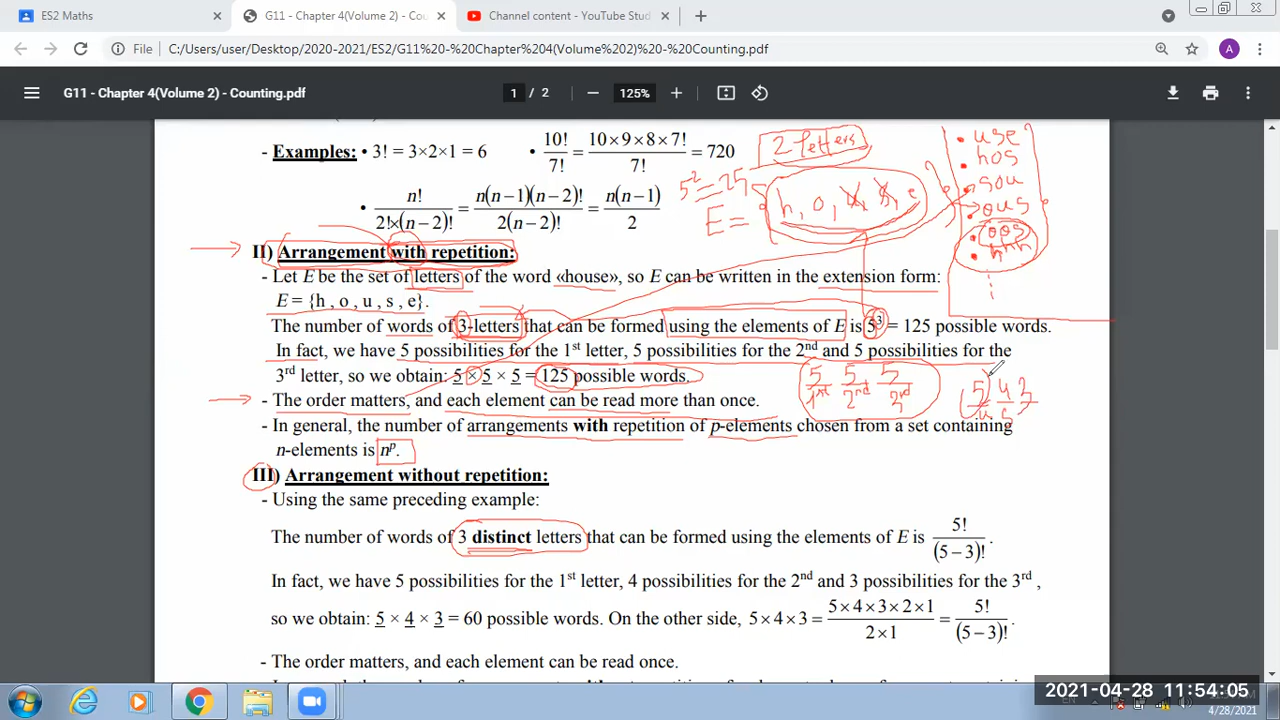 ES2 Maths
G11 - Chapter 4(Volume 2) - Cou
Channel content - YouTube Stud
File
C:/Users/user/Desktop/2020-2021/ES2/G11%20-%20Chapter%204(Volume%202)%20-%20Counting.pdf
A
G11 - Chapter 4(Volume 2) - Counting.pdf
1 / 2
125%
- Examples: • 3! = 3×2×1 = 6 • 10!/7! = 10×9×8×7!/7! = 720
2 letters
5² = 25
E = h, o, u, s, e
• use
• hos
• sou
• ous
• oos
• hhh
⋮
• n!/2!×(n−2)! = n(n−1)(n−2)!/2(n−2)! = n(n−1)/2
II) Arrangement with repetition:
- Let E be the set of letters of the word «house», so E can be written in the extension form:
E = {h , o , u , s , e}.
The number of words of 3-letters that can be formed using the elements of E is 5³ = 125 possible words.
In fact, we have 5 possibilities for the 1st letter, 5 possibilities for the 2nd and 5 possibilities for the
3rd letter, so we obtain: 5 × 5 × 5 = 125 possible words.
5 5 5
1st 2nd 3rd
5 4 3
- The order matters, and each element can be read more than once.
- In general, the number of arrangements with repetition of p-elements chosen from a set containing
n-elements is nᵖ.
III) Arrangement without repetition:
- Using the same preceding example:
The number of words of 3 distinct letters that can be formed using the elements of E is 5!/(5−3)! .
In fact, we have 5 possibilities for the 1st letter, 4 possibilities for the 2nd and 3 possibilities for the 3rd ,
so we obtain: 5 × 4 × 3 = 60 possible words. On the other side, 5×4×3 = 5×4×3×2×1/2×1 = 5!/(5−3)! .
- The order matters, and each element can be read once.
2021-04-28 11:54:05
4/28/2021